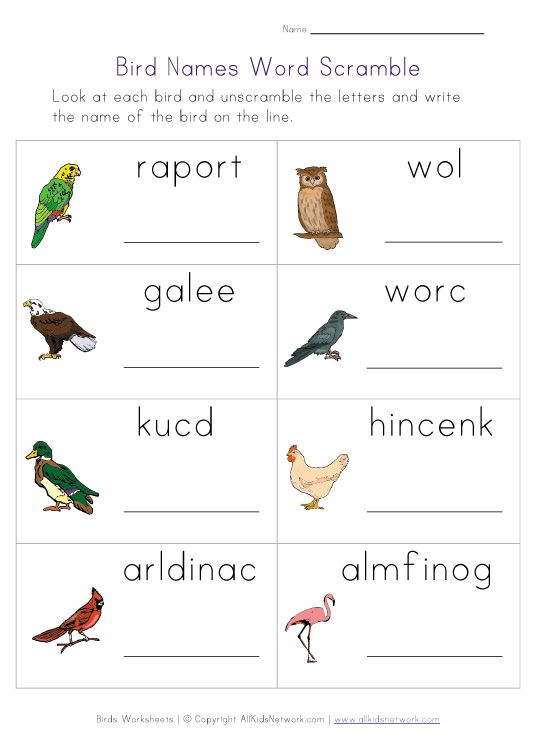 Name
Bird Names Word Scramble
Look at each bird and unscramble the letters and write
the name of the bird on the line.
raport
wol
galee
worc
kucd
hincenk
arldinac
almfinog
Birds Worksheets | © Copyright AllKidsNetwork.com | www.allkidsnetwork.com